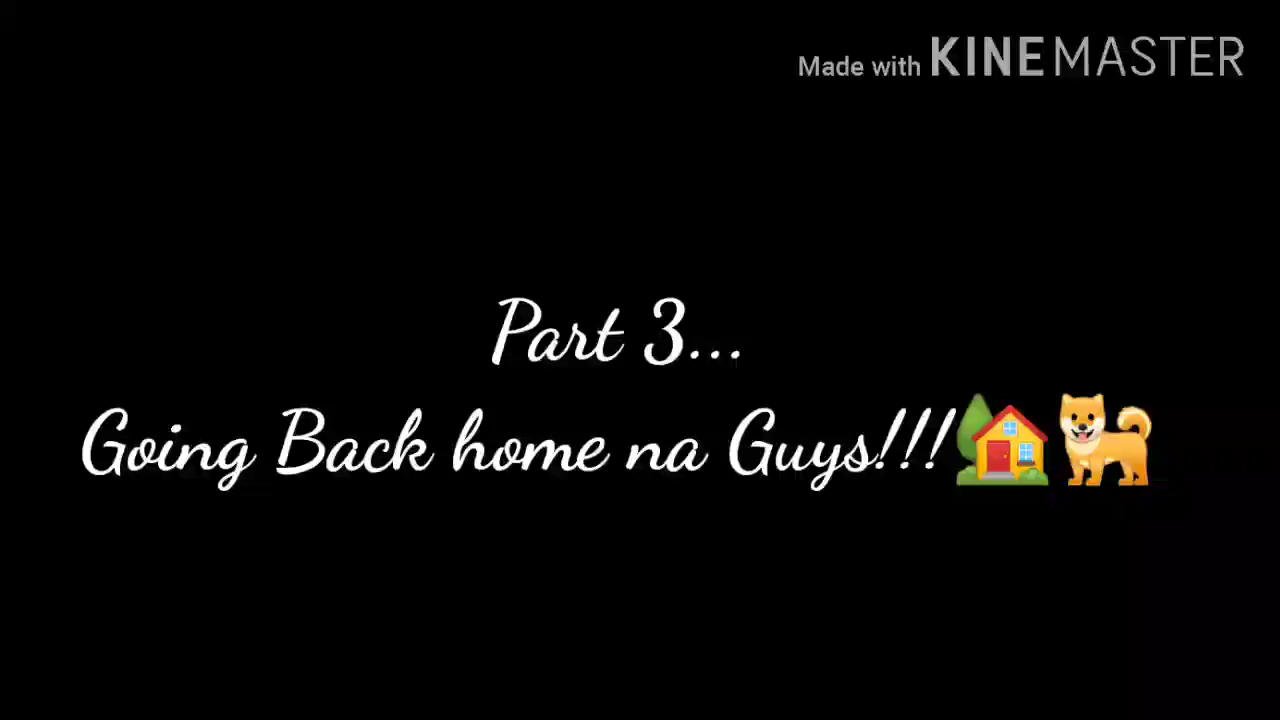 Made with KINEMASTER
Part 3...
Going Back home na Guys!!!🏡🐕